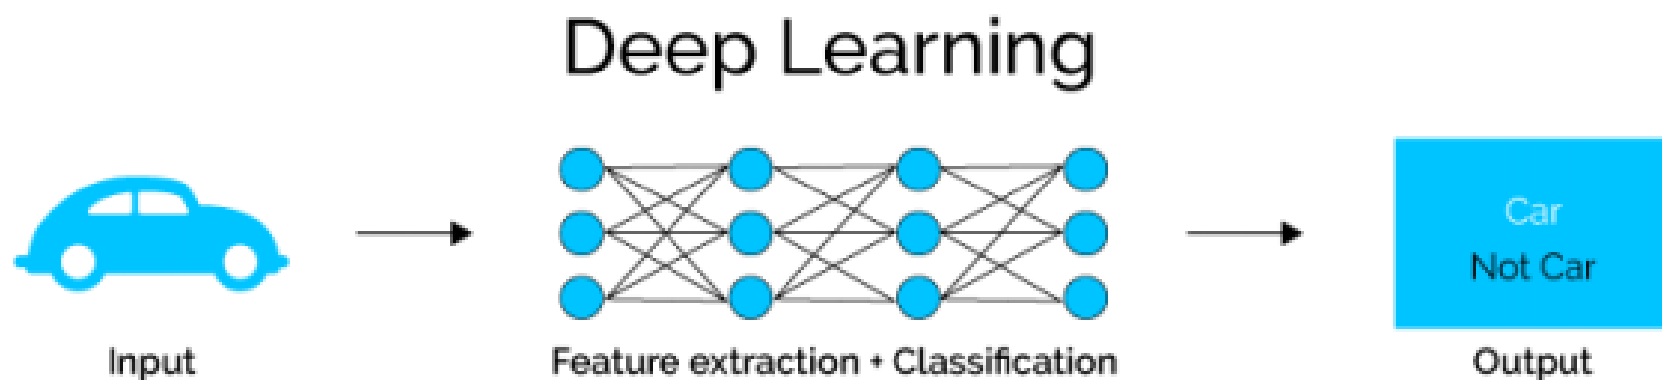 Deep Learning
Car
Not Car
Input
Feature extraction + Classification
Output